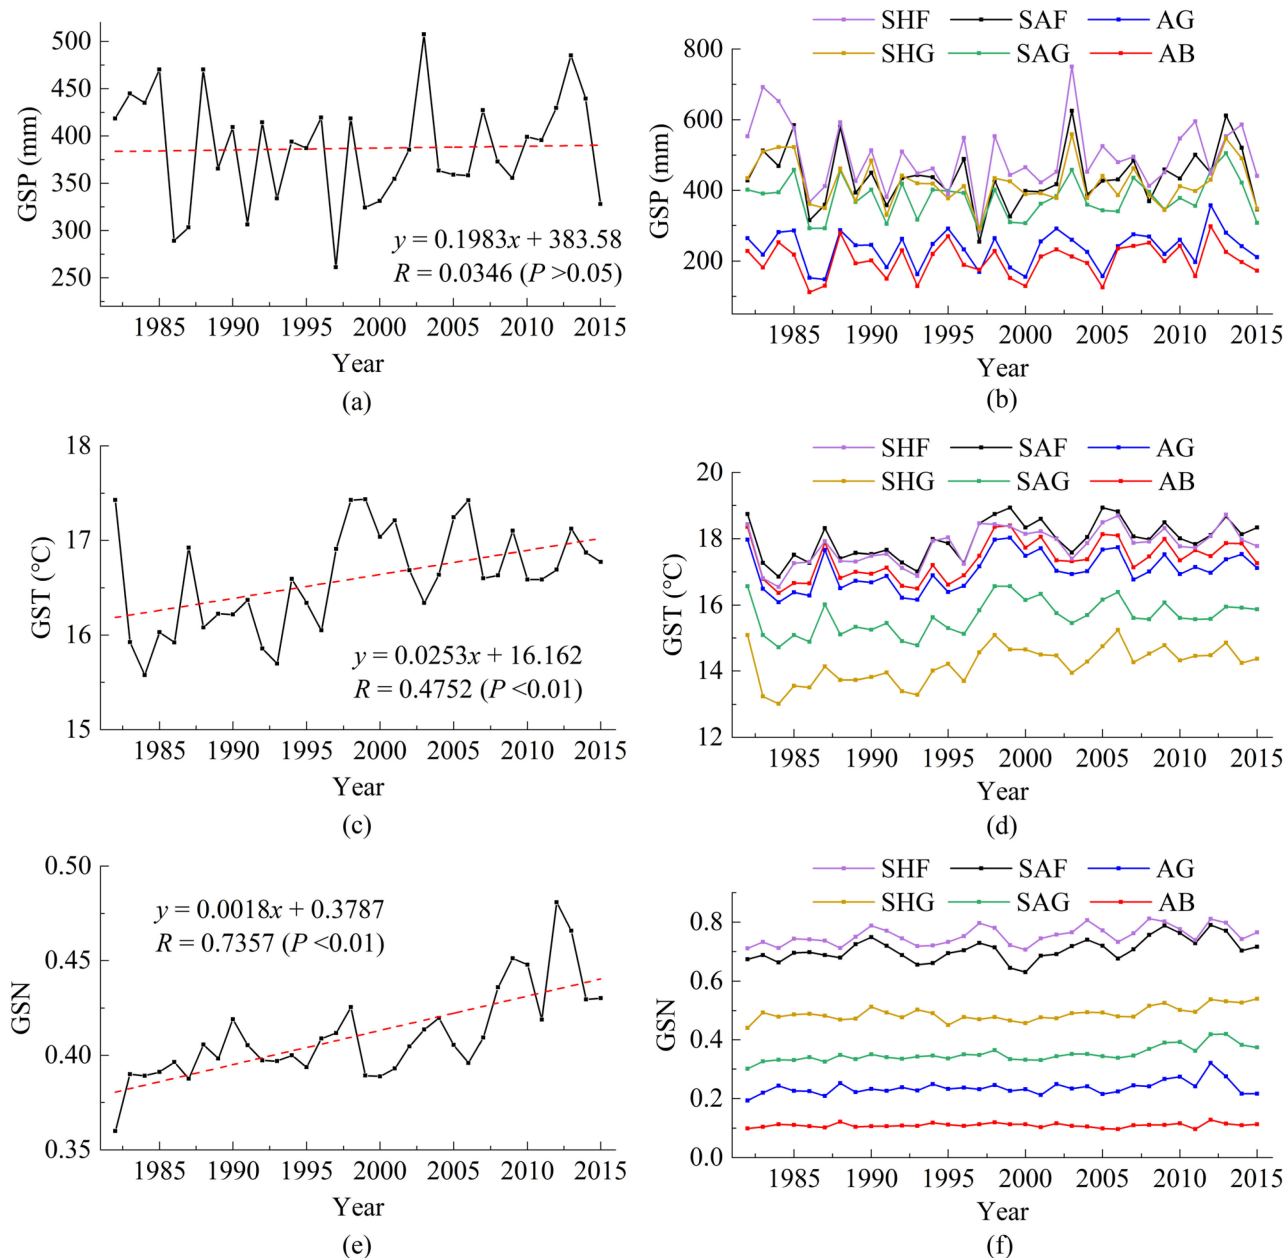 GSP (mm)
500
450
400
350
300
250
y = 0.1983x + 383.58
R = 0.0346 (P >0.05)
1985 1990 1995 2000 2005 2010 2015
Year
(a)
SHF SAF AG
SHG SAG AB
GSP (mm)
800
600
400
200
1985 1990 1995 2000 2005 2010 2015
Year
(b)
GST (°C)
18
17
16
15
y = 0.0253x + 16.162
R = 0.4752 (P <0.01)
1985 1990 1995 2000 2005 2010 2015
Year
(c)
SHF SAF AG
SHG SAG AB
GST (°C)
20
18
16
14
12
1985 1990 1995 2000 2005 2010 2015
Year
(d)
GSN
0.50
0.45
0.40
0.35
y = 0.0018x + 0.3787
R = 0.7357 (P <0.01)
1985 1990 1995 2000 2005 2010 2015
Year
(e)
SHF SAF AG
SHG SAG AB
GSN
0.8
0.6
0.4
0.2
0.0
1985 1990 1995 2000 2005 2010 2015
Year
(f)